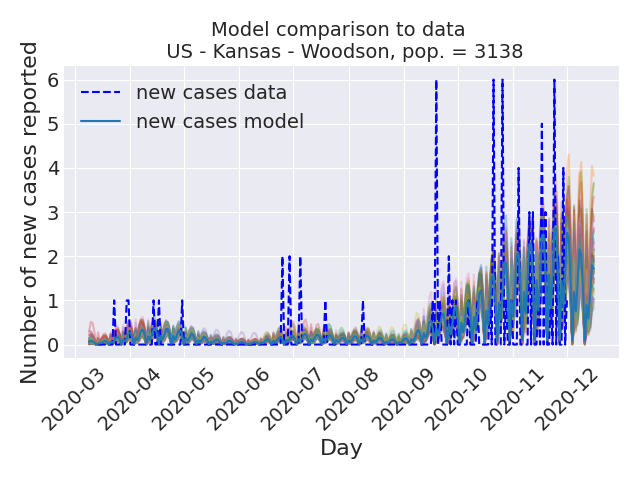 Model comparison to data
US - Kansas - Woodson, pop. = 3138
Number of new cases reported
6
5
4
3
2
1
0
new cases data
new cases model
2020-03
2020-04
2020-05
2020-06
2020-07
2020-08
2020-09
2020-10
2020-11
2020-12
Day